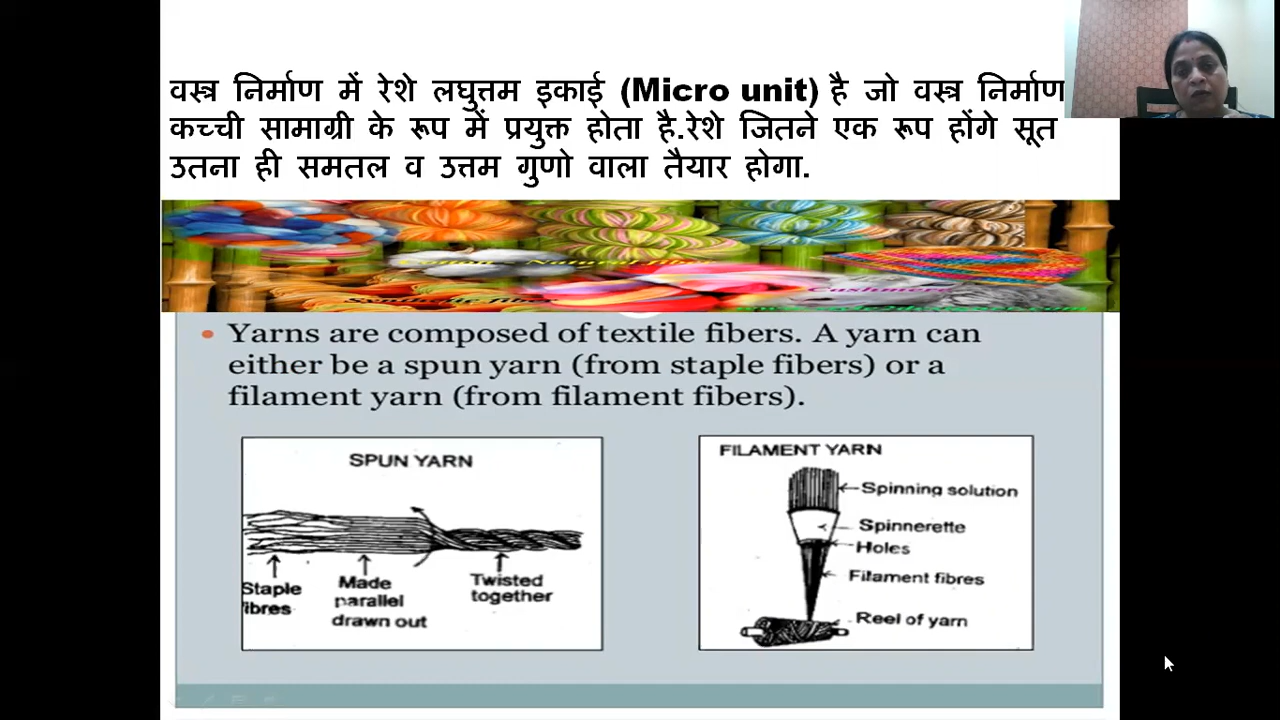 वस्त्र निर्माण में रेशे लघुत्तम इकाई (Micro unit) है जो वस्त्र निर्माण
कच्ची सामाग्री के रूप में प्रयुक्त होता है.रेशे जितने एक रूप होंगे सूत
उतना ही समतल व उत्तम गुणो वाला तैयार होगा.
Cashmere
Synthetic fiber
• Yarns are composed of textile fibers. A yarn can
either be a spun yarn (from staple fibers) or a
filament yarn (from filament fibers).
SPUN YARN
Staple
fibres
Made
parallel
drawn out
Twisted
together
FILAMENT YARN
Spinning solution
Spinnerette
Holes
Filament fibres
Reel of yarn